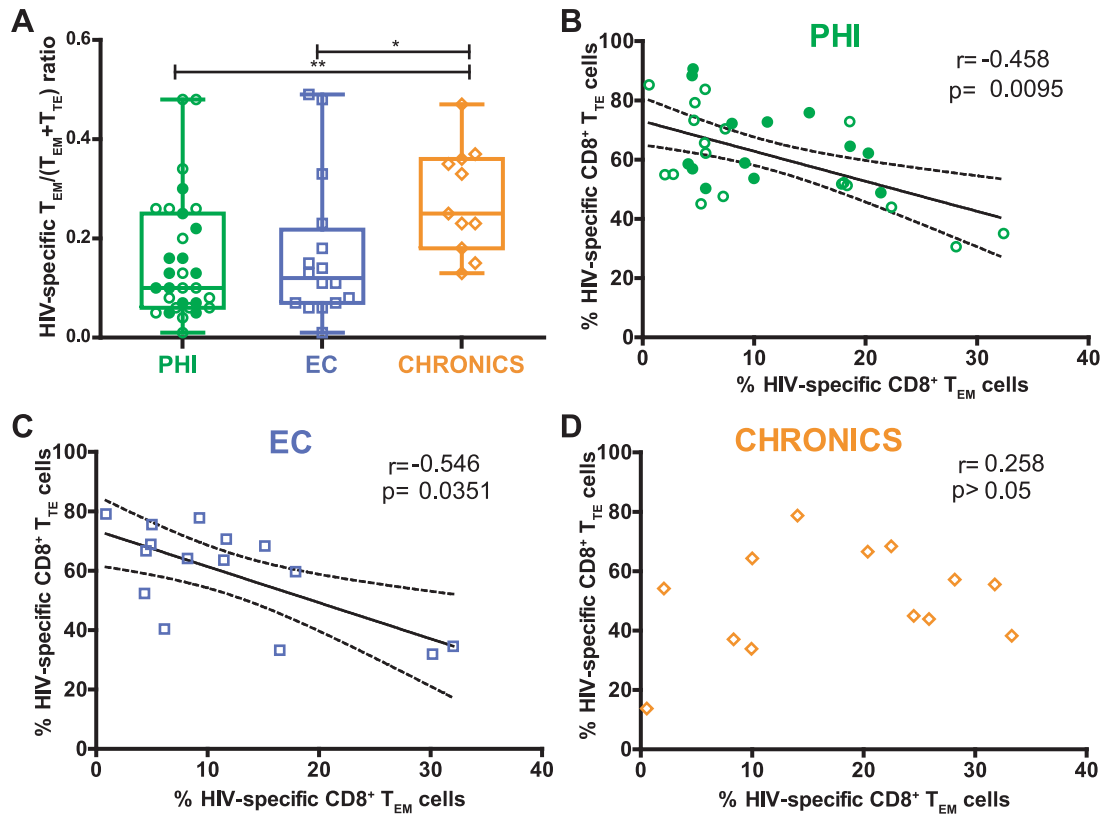 A
HIV-specific TEM/(TEM+TTE) ratio
0.6
0.4
0.2
0.0
*
**
PHI
EC
CHRONICS
B
PHI
r= -0.458
p= 0.0095
% HIV-specific CD8+ TTE cells
100
80
60
40
20
0
0 10 20 30 40
% HIV-specific CD8+ TEM cells
C
EC
r= -0.546
p= 0.0351
% HIV-specific CD8+ TTE cells
100
80
60
40
20
0
0 10 20 30 40
% HIV-specific CD8+ TEM cells
D
CHRONICS
r= 0.258
p> 0.05
% HIV-specific CD8+ TTE cells
100
80
60
40
20
0
0 10 20 30 40
% HIV-specific CD8+ TEM cells